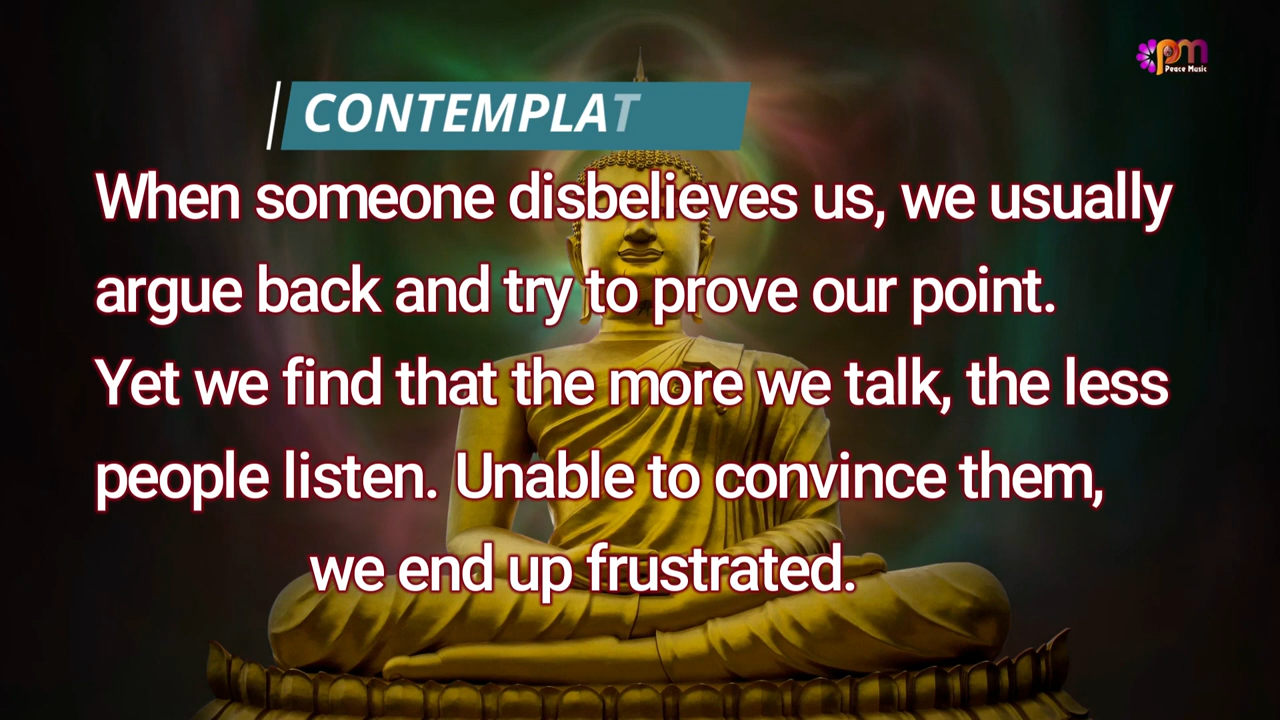 pm
Peace Music
CONTEMPLAT
When someone disbelieves us, we usually
argue back and try to prove our point.
Yet we find that the more we talk, the less
people listen. Unable to convince them,
we end up frustrated.